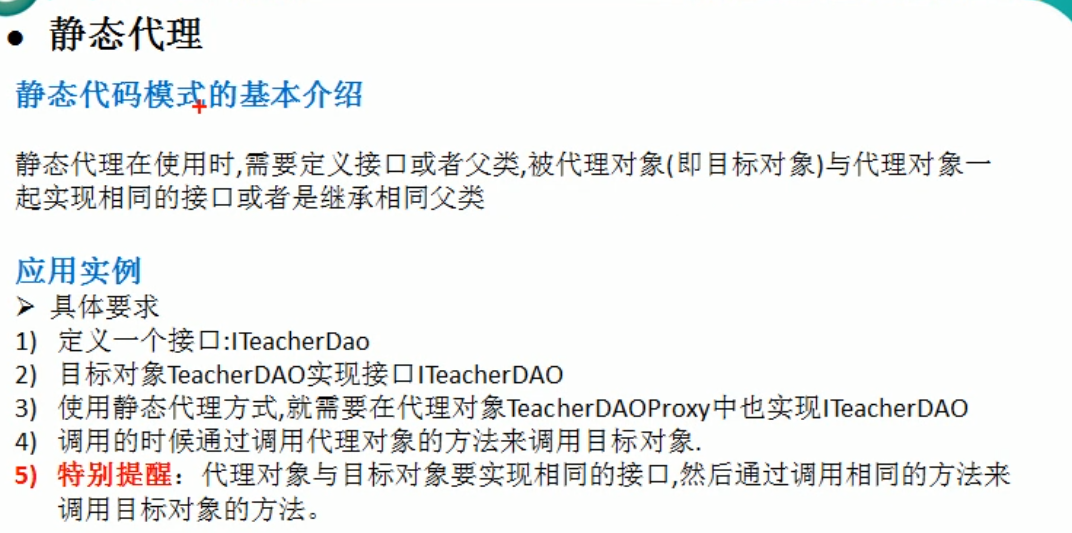 ● 静态代理
静态代码模式的基本介绍
静态代理在使用时,需要定义接口或者父类,被代理对象(即目标对象)与代理对象一
起实现相同的接口或者是继承相同父类
应用实例
➢ 具体要求
1) 定义一个接口:ITeacherDao
2) 目标对象TeacherDAO实现接口ITeacherDAO
3) 使用静态代理方式,就需要在代理对象TeacherDAOProxy中也实现ITeacherDAO
4) 调用的时候通过调用代理对象的方法来调用目标对象.
5) 特别提醒：代理对象与目标对象要实现相同的接口,然后通过调用相同的方法来
调用目标对象的方法。